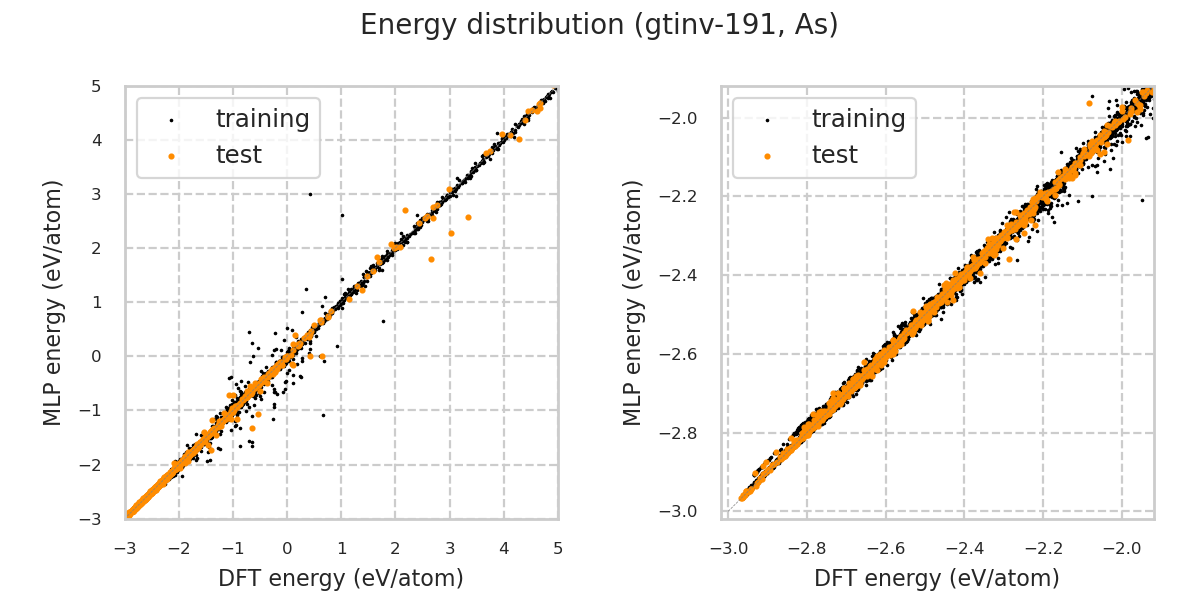 Energy distribution (gtinv-191, As)
MLP energy (eV/atom)
5
4
3
2
1
0
−1
−2
−3
training
test
−3 −2 −1 0 1 2 3 4 5
DFT energy (eV/atom)
MLP energy (eV/atom)
−2.0
−2.2
−2.4
−2.6
−2.8
−3.0
training
test
−3.0 −2.8 −2.6 −2.4 −2.2 −2.0
DFT energy (eV/atom)